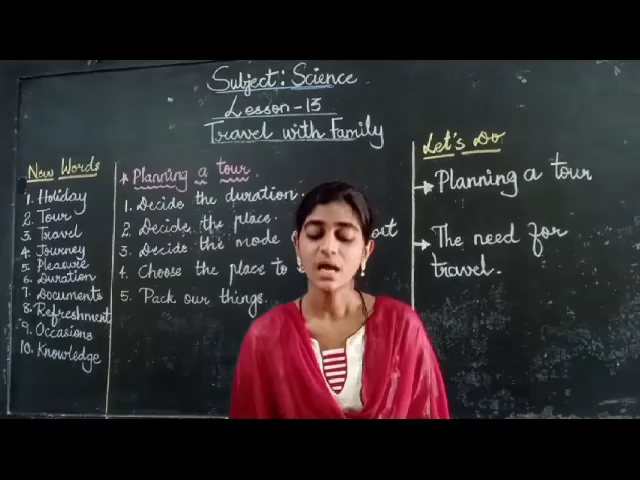 Subject: Science
Lesson-13
Travel with Family
New Words
1. Holiday
2. Tour
3. Travel
4. Journey
5. Pleasure
6. Duration
7. Documents
8. Refreshment
9. Occasions
10. Knowledge
Planning a tour.
1. Decide the duration.
2. Decide the place.
3. Decide the mode
4. Choose the place to
5. Pack our things.
Let's Do
→ Planning a tour
→ The need for
travel.